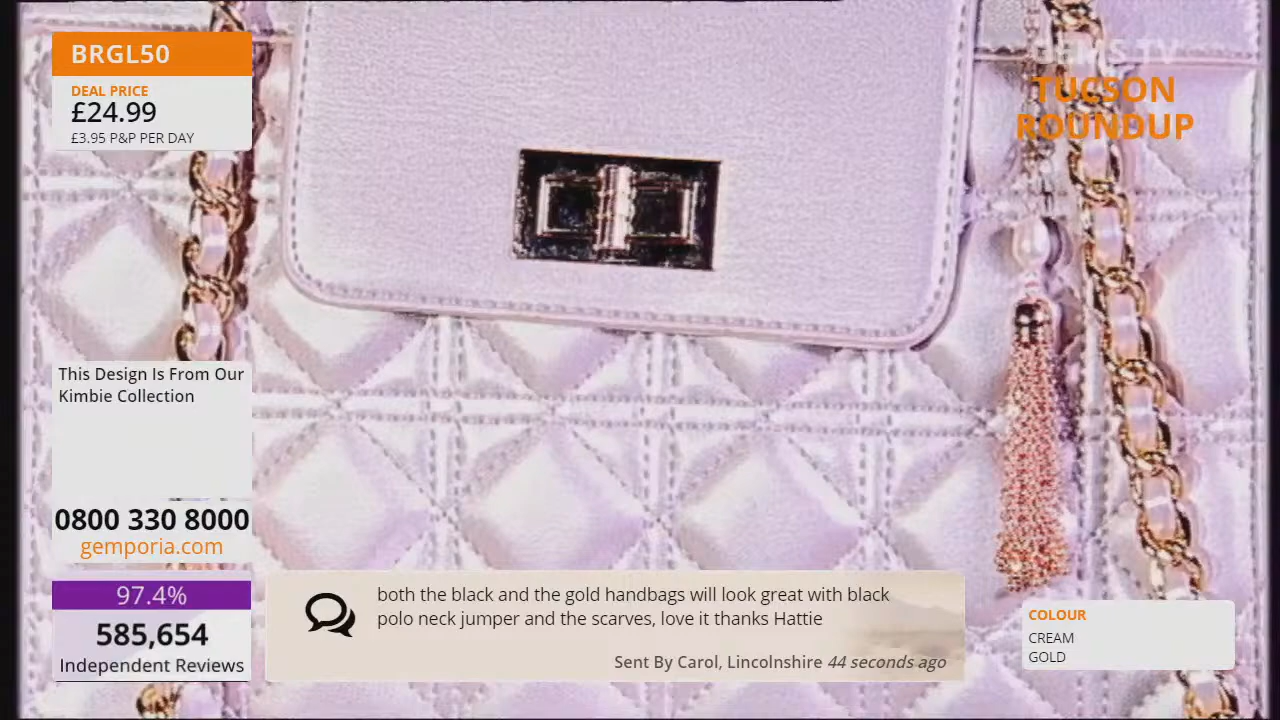 BRGL50
DEAL PRICE
£24.99
£3.95 P&P PER DAY
GEMS TV
TUCSON
ROUNDUP
This Design Is From Our
Kimbie Collection
0800 330 8000
gemporia.com
97.4%
585,654
Independent Reviews
both the black and the gold handbags will look great with black
polo neck jumper and the scarves, love it thanks Hattie
Sent By Carol, Lincolnshire 44 seconds ago
COLOUR
CREAM
GOLD